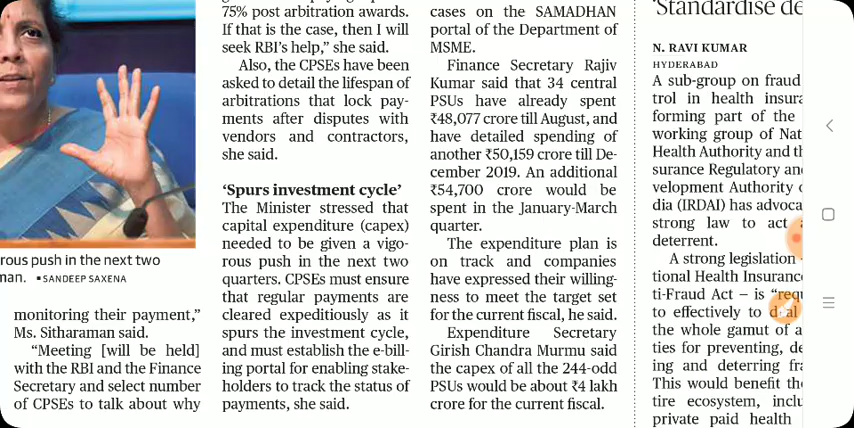 rous push in the next two
man. ▪ SANDEEP SAXENA
monitoring their payment,”
Ms. Sitharaman said.
“Meeting [will be held]
with the RBI and the Finance
Secretary and select number
of CPSEs to talk about why
75% post arbitration awards.
If that is the case, then I will
seek RBI’s help,” she said.
Also, the CPSEs have been
asked to detail the lifespan of
arbitrations that lock pay-
ments after disputes with
vendors and contractors,
she said.
‘Spurs investment cycle’
The Minister stressed that
capital expenditure (capex)
needed to be given a vigo-
rous push in the next two
quarters. CPSEs must ensure
that regular payments are
cleared expeditiously as it
spurs the investment cycle,
and must establish the e-bil-
ling portal for enabling stake-
holders to track the status of
payments, she said.
cases on the SAMADHAN
portal of the Department of
MSME.
Finance Secretary Rajiv
Kumar said that 34 central
PSUs have already spent
₹48,077 crore till August, and
have detailed spending of
another ₹50,159 crore till De-
cember 2019. An additional
₹54,700 crore would be
spent in the January-March
quarter.
The expenditure plan is
on track and companies
have expressed their willing-
ness to meet the target set
for the current fiscal, he said.
Expenditure Secretary
Girish Chandra Murmu said
the capex of all the 244-odd
PSUs would be about ₹4 lakh
crore for the current fiscal.
‘Standardise de
N. RAVI KUMAR
HYDERABAD
A sub-group on fraud
trol in health insura
forming part of the
working group of Nat
Health Authority and th
surance Regulatory an
velopment Authority o
dia (IRDAI) has advoca
strong law to act
deterrent.
A strong legislation
tional Health Insurance
ti-Fraud Act – is “requ
to effectively to deal
the whole gamut of a
ties for preventing, de
ing and deterring fra
This would benefit the
tire ecosystem, inclu
private paid health